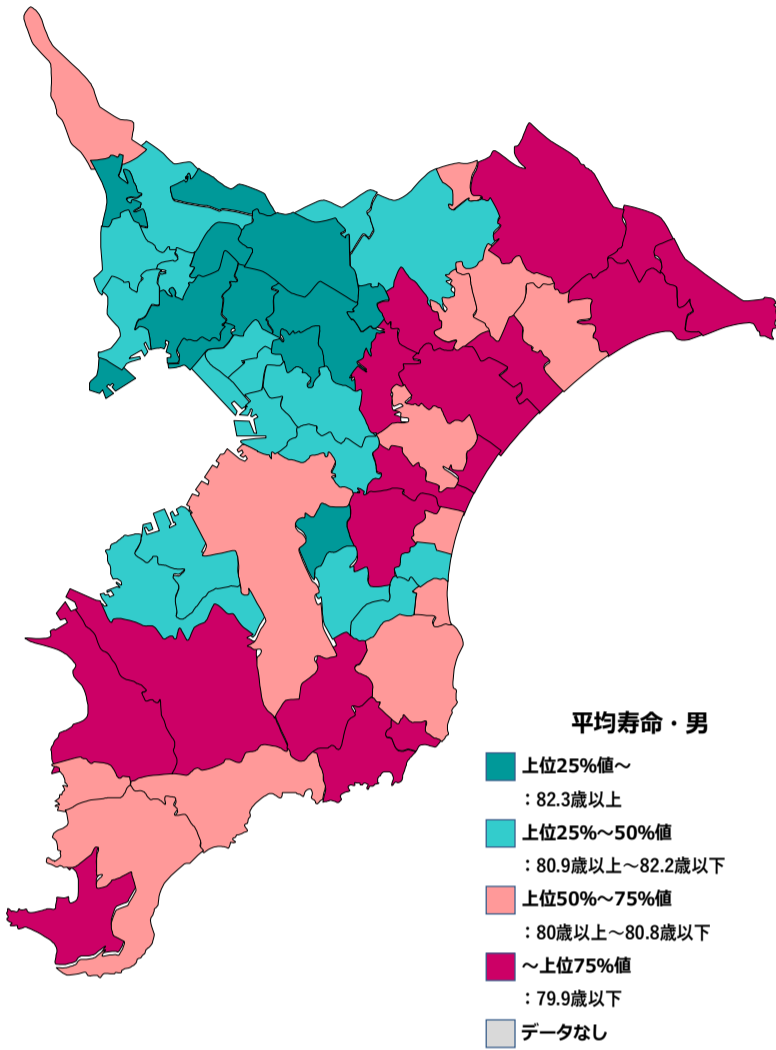 平均寿命・男
上位25%値～
：82.3歳以上
上位25%～50%値
：80.9歳以上～82.2歳以下
上位50%～75%値
：80歳以上～80.8歳以下
～上位75%値
：79.9歳以下
データなし